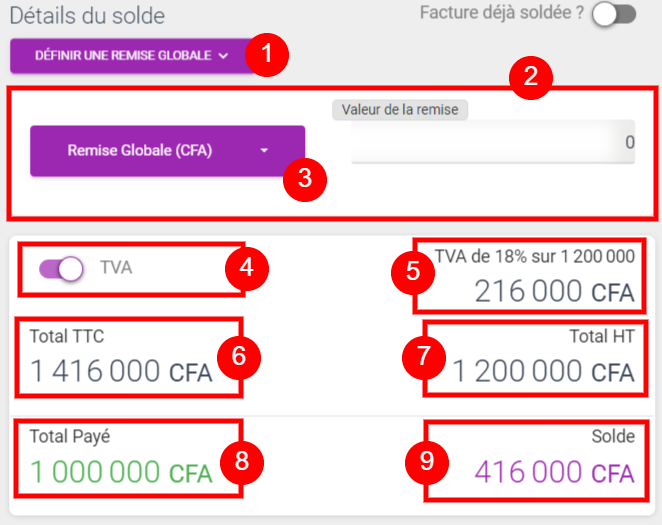 Détails du solde
Facture déjà soldée ?
DÉFINIR UNE REMISE GLOBALE
1
2
Valeur de la remise
Remise Globale (CFA)
0
3
TVA
4
5
TVA de 18% sur 1 200 000
216 000 CFA
Total TTC
1 416 000 CFA
6
7
Total HT
1 200 000 CFA
Total Payé
1 000 000 CFA
8
9
Solde
416 000 CFA